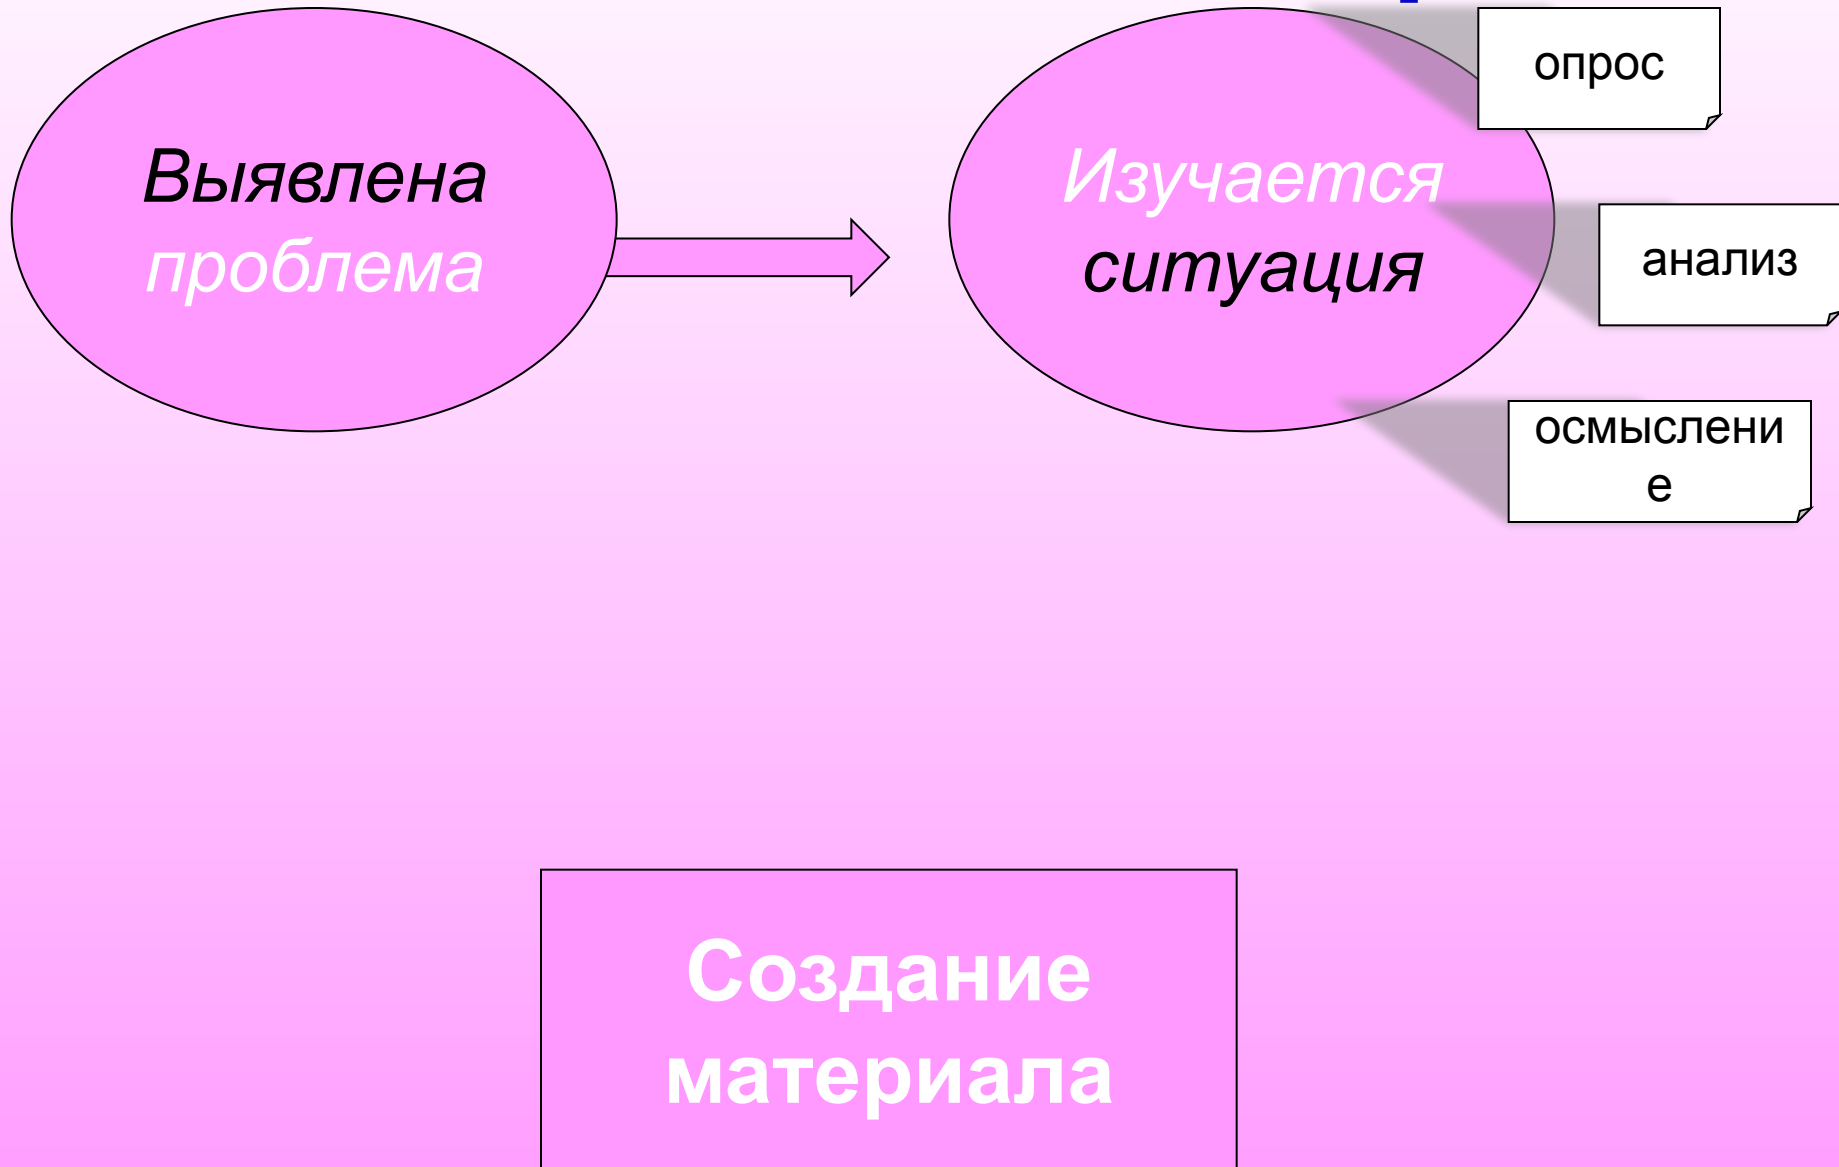 Выявлена
проблема
Изучается
ситуация
опрос
анализ
осмыслени
е
Создание
материала